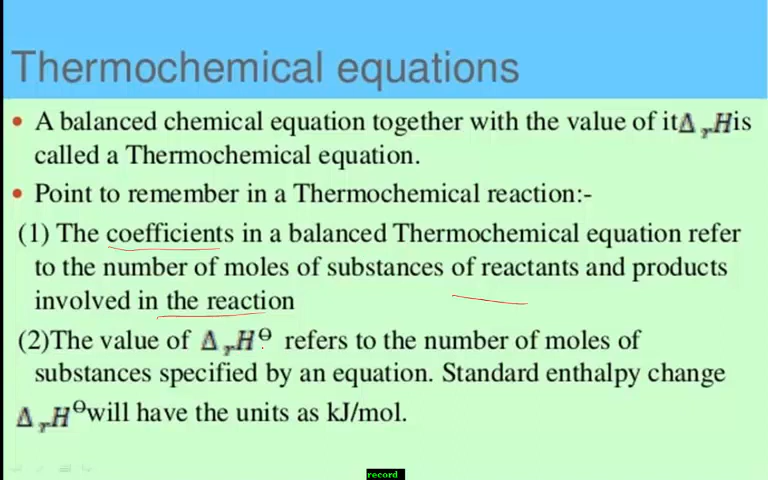 Thermochemical equations
• A balanced chemical equation together with the value of itΔᵣHis
called a Thermochemical equation.
• Point to remember in a Thermochemical reaction:-
(1) The coefficients in a balanced Thermochemical equation refer
to the number of moles of substances of reactants and products
involved in the reaction
(2)The value of ΔᵣH⊖ refers to the number of moles of
substances specified by an equation. Standard enthalpy change
ΔᵣH⊖will have the units as kJ/mol.
record